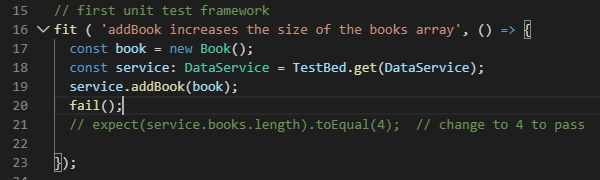 15 // first unit test framework
16 fit ( 'addBook increases the size of the books array', () => {
17 const book = new Book();
18 const service: DataService = TestBed.get(DataService);
19 service.addBook(book);
20 fail();
21 // expect(service.books.length).toEqual(4);  // change to 4 to pass
22
23 });